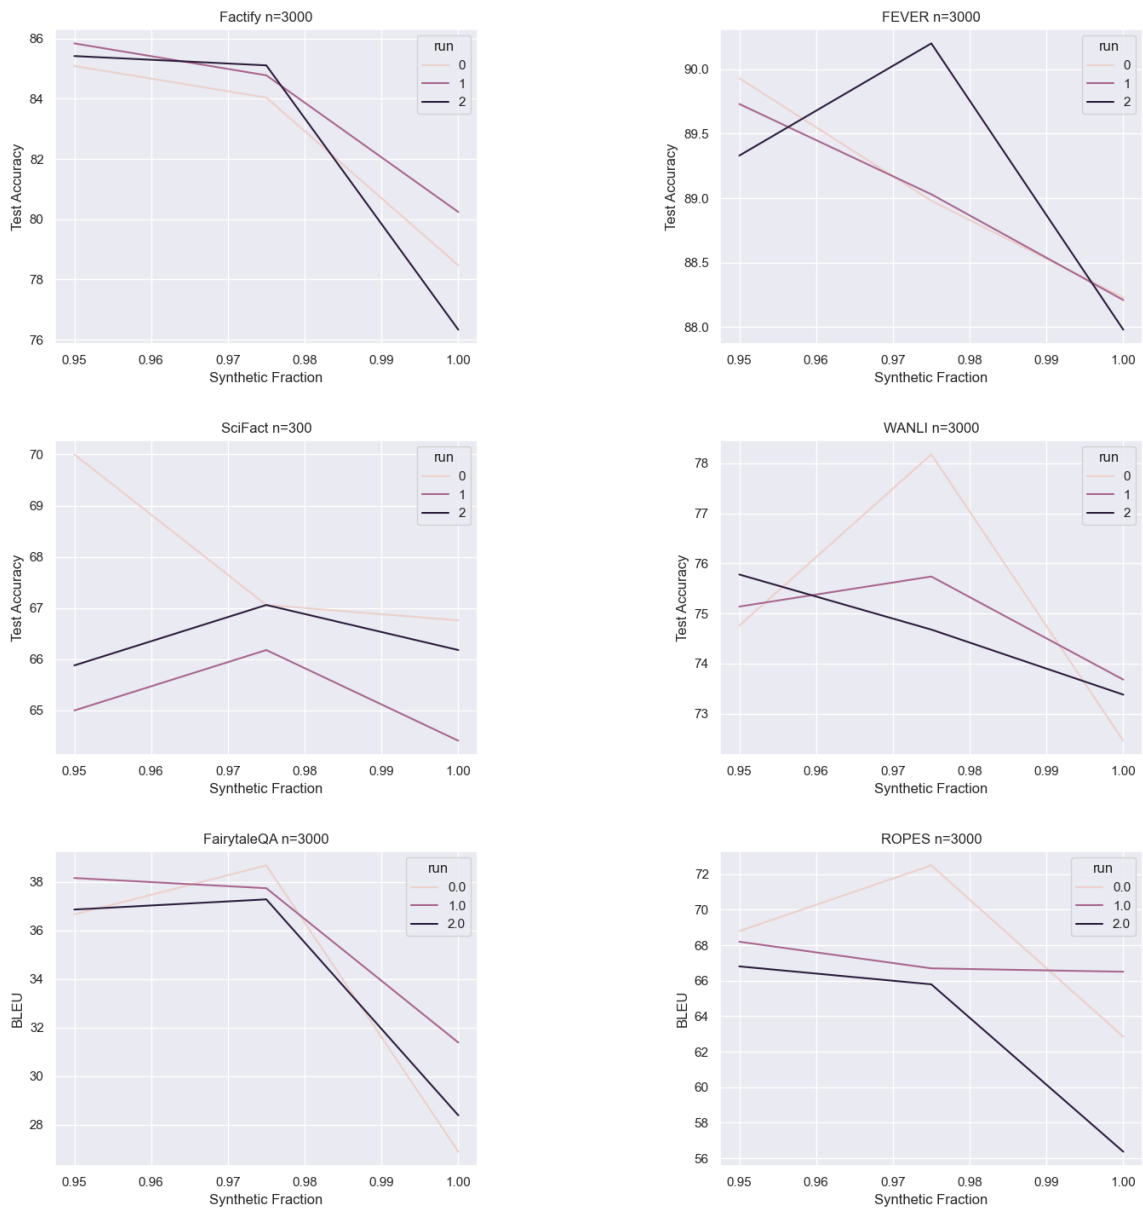 Factify n=3000
86
84
82
80
78
76
Test Accuracy
run
0
1
2
0.95 0.96 0.97 0.98 0.99 1.00
Synthetic Fraction
FEVER n=3000
90.0
89.5
89.0
88.5
88.0
Test Accuracy
run
0
1
2
0.95 0.96 0.97 0.98 0.99 1.00
Synthetic Fraction
SciFact n=300
70
69
68
67
66
65
Test Accuracy
run
0
1
2
0.95 0.96 0.97 0.98 0.99 1.00
Synthetic Fraction
WANLI n=3000
78
77
76
75
74
73
Test Accuracy
run
0
1
2
0.95 0.96 0.97 0.98 0.99 1.00
Synthetic Fraction
FairytaleQA n=3000
38
36
34
32
30
28
BLEU
run
0.0
1.0
2.0
0.95 0.96 0.97 0.98 0.99 1.00
Synthetic Fraction
ROPES n=3000
72
70
68
66
64
62
60
58
56
BLEU
run
0.0
1.0
2.0
0.95 0.96 0.97 0.98 0.99 1.00
Synthetic Fraction